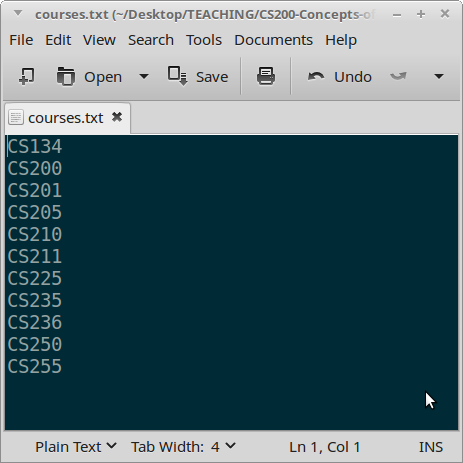 courses.txt (~/Desktop/TEACHING/CS200-Concepts-of
File Edit View Search Tools Documents Help
Open Save Undo
courses.txt
CS134
CS200
CS201
CS205
CS210
CS211
CS225
CS235
CS236
CS250
CS255
Plain Text Tab Width: 4 Ln 1, Col 1 INS